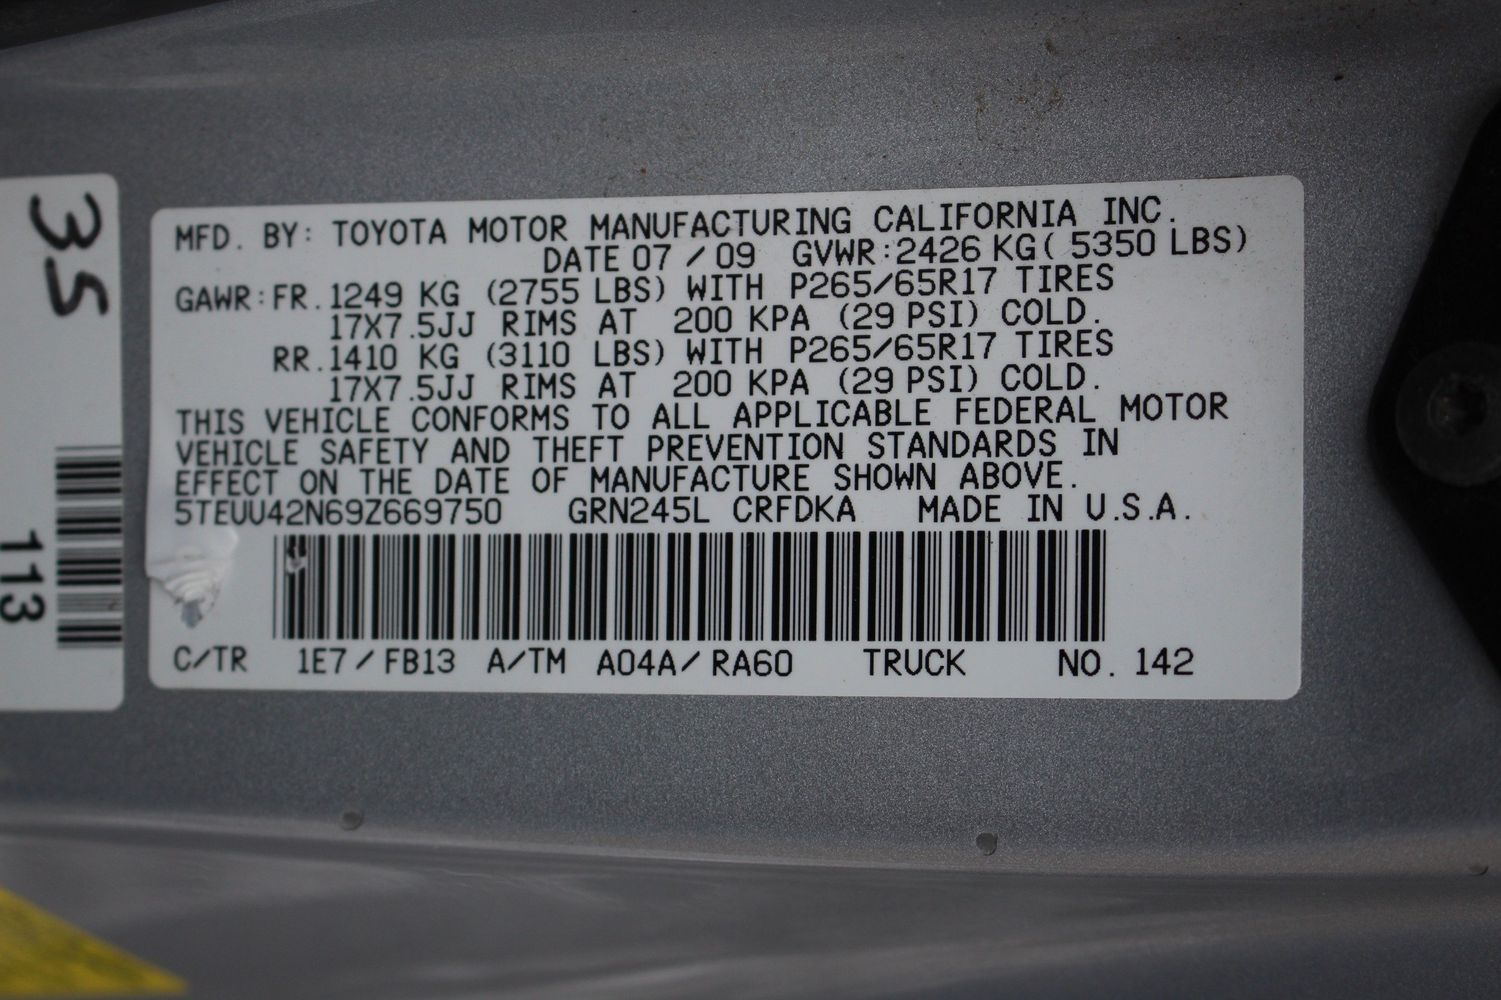 35
113
MFD. BY: TOYOTA MOTOR MANUFACTURING CALIFORNIA INC.
DATE 07 / 09 GVWR:2426 KG( 5350 LBS)
GAWR:FR.1249 KG (2755 LBS) WITH P265/65R17 TIRES
17X7.5JJ RIMS AT 200 KPA (29 PSI) COLD.
RR.1410 KG (3110 LBS) WITH P265/65R17 TIRES
17X7.5JJ RIMS AT 200 KPA (29 PSI) COLD.
THIS VEHICLE CONFORMS TO ALL APPLICABLE FEDERAL MOTOR
VEHICLE SAFETY AND THEFT PREVENTION STANDARDS IN
EFFECT ON THE DATE OF MANUFACTURE SHOWN ABOVE.
5TEUU42N69Z669750 GRN245L CRFDKA MADE IN U.S.A.
C/TR 1E7/FB13 A/TM A04A/RA60 TRUCK NO. 142